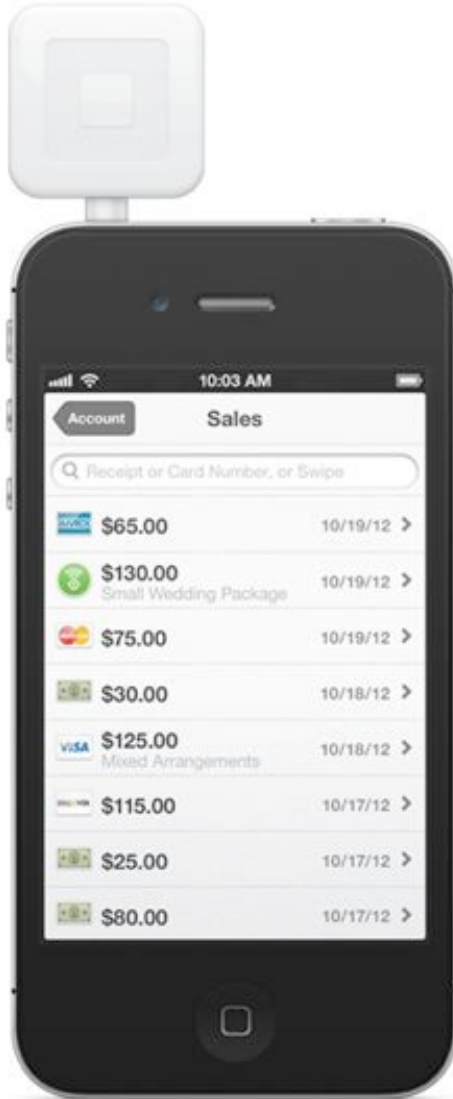 10:03 AM
Account
Sales
Receipt or Card Number, or Swipe
AMEX $65.00 10/19/12
$130.00 10/19/12
Small Wedding Package
MasterCard $75.00 10/19/12
$30.00 10/18/12
VISA $125.00 10/18/12
Mixed Arrangements
DISCOVER $115.00 10/17/12
$25.00 10/17/12
$80.00 10/17/12